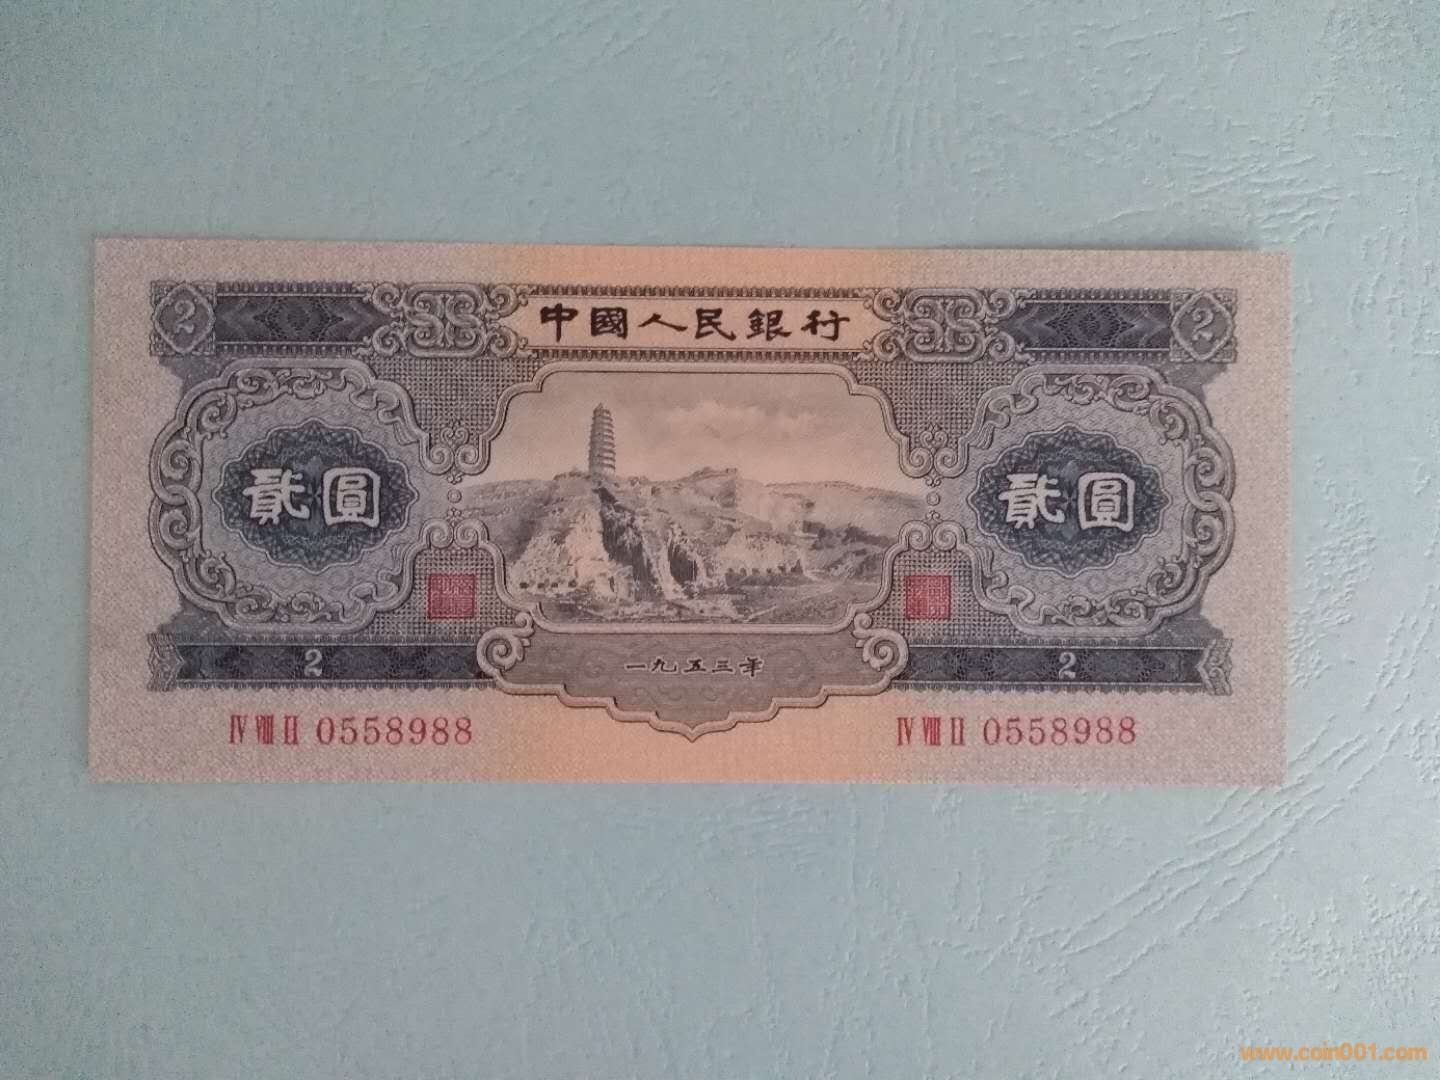 中國人民銀行
2 2
貳圓 貳圓
一九五三年
2 2
Ⅳ Ⅷ Ⅱ 0558988 Ⅳ Ⅷ Ⅱ 0558988
www.coin001.com